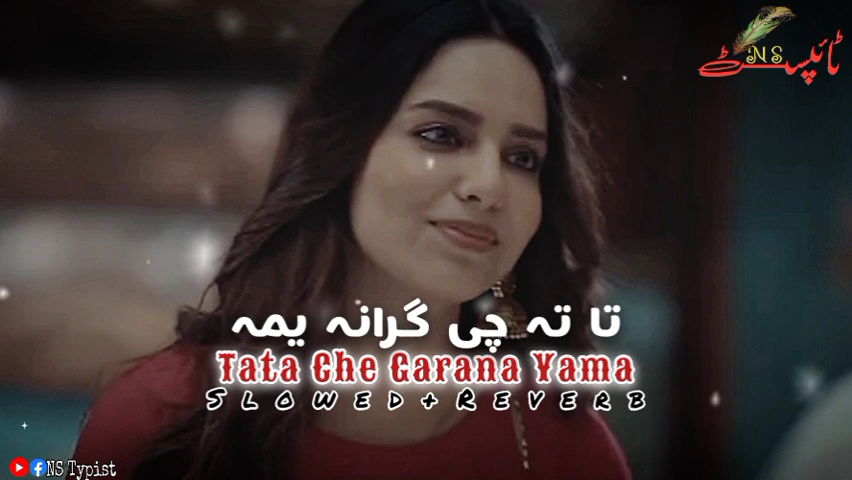 NS
ٹائپسٹ
تا تہ چی گرانہ یمہ
Tata Che Garana Yama
Slowed+Reverb
NS Typist